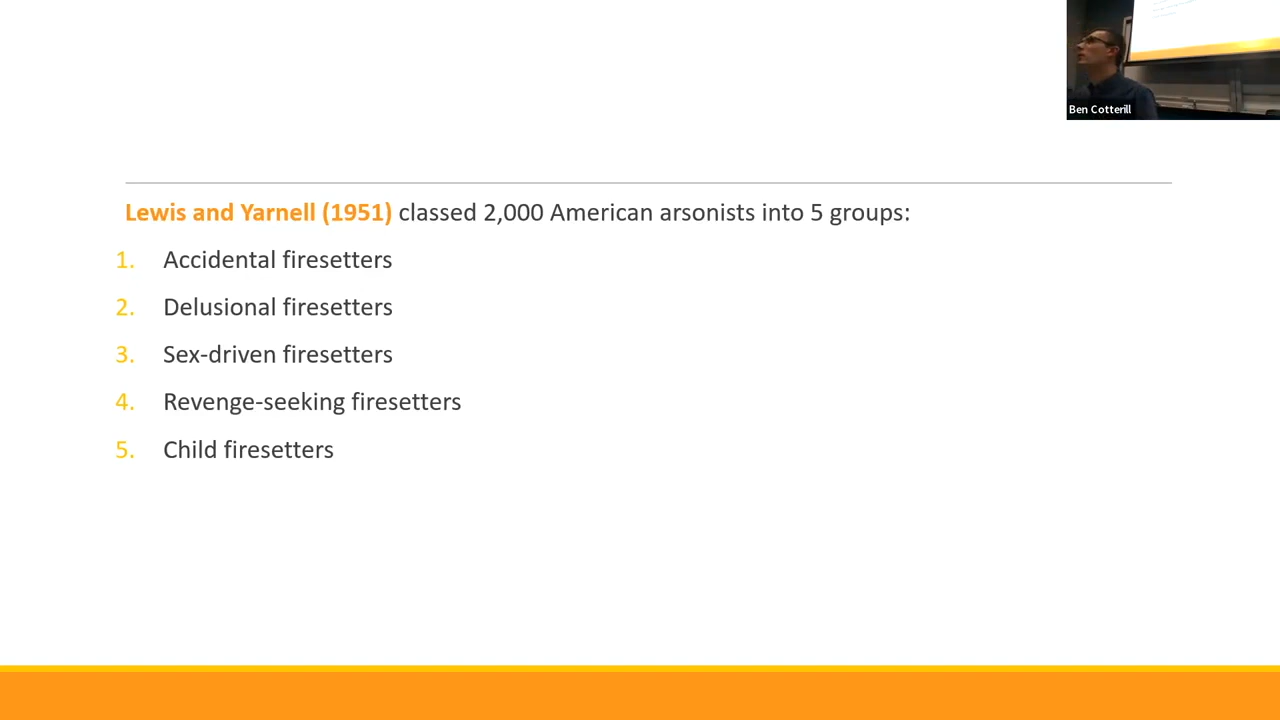 Ben Cotterill
Lewis and Yarnell (1951) classed 2,000 American arsonists into 5 groups:
1. Accidental firesetters
2. Delusional firesetters
3. Sex-driven firesetters
4. Revenge-seeking firesetters
5. Child firesetters